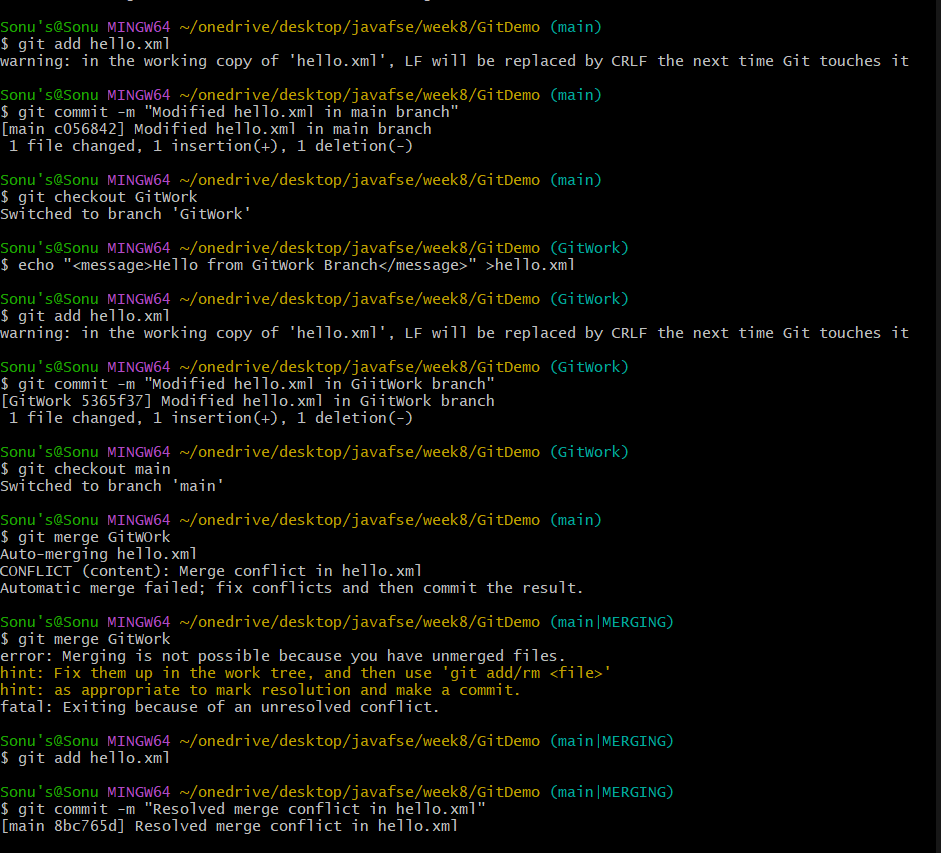 Sonu's@Sonu MINGW64 ~/onedrive/desktop/javafse/week8/GitDemo (main)
$ git add hello.xml
warning: in the working copy of 'hello.xml', LF will be replaced by CRLF the next time Git touches it
Sonu's@Sonu MINGW64 ~/onedrive/desktop/javafse/week8/GitDemo (main)
$ git commit -m "Modified hello.xml in main branch"
[main c056842] Modified hello.xml in main branch
 1 file changed, 1 insertion(+), 1 deletion(-)
Sonu's@Sonu MINGW64 ~/onedrive/desktop/javafse/week8/GitDemo (main)
$ git checkout GitWork
Switched to branch 'GitWork'
Sonu's@Sonu MINGW64 ~/onedrive/desktop/javafse/week8/GitDemo (GitWork)
$ echo "<message>Hello from GitWork Branch</message>" >hello.xml
Sonu's@Sonu MINGW64 ~/onedrive/desktop/javafse/week8/GitDemo (GitWork)
$ git add hello.xml
warning: in the working copy of 'hello.xml', LF will be replaced by CRLF the next time Git touches it
Sonu's@Sonu MINGW64 ~/onedrive/desktop/javafse/week8/GitDemo (GitWork)
$ git commit -m "Modified hello.xml in GiitWork branch"
[GitWork 5365f37] Modified hello.xml in GiitWork branch
 1 file changed, 1 insertion(+), 1 deletion(-)
Sonu's@Sonu MINGW64 ~/onedrive/desktop/javafse/week8/GitDemo (GitWork)
$ git checkout main
Switched to branch 'main'
Sonu's@Sonu MINGW64 ~/onedrive/desktop/javafse/week8/GitDemo (main)
$ git merge GitWOrk
Auto-merging hello.xml
CONFLICT (content): Merge conflict in hello.xml
Automatic merge failed; fix conflicts and then commit the result.
Sonu's@Sonu MINGW64 ~/onedrive/desktop/javafse/week8/GitDemo (main|MERGING)
$ git merge GitWork
error: Merging is not possible because you have unmerged files.
hint: Fix them up in the work tree, and then use 'git add/rm <file>'
hint: as appropriate to mark resolution and make a commit.
fatal: Exiting because of an unresolved conflict.
Sonu's@Sonu MINGW64 ~/onedrive/desktop/javafse/week8/GitDemo (main|MERGING)
$ git add hello.xml
Sonu's@Sonu MINGW64 ~/onedrive/desktop/javafse/week8/GitDemo (main|MERGING)
$ git commit -m "Resolved merge conflict in hello.xml"
[main 8bc765d] Resolved merge conflict in hello.xml